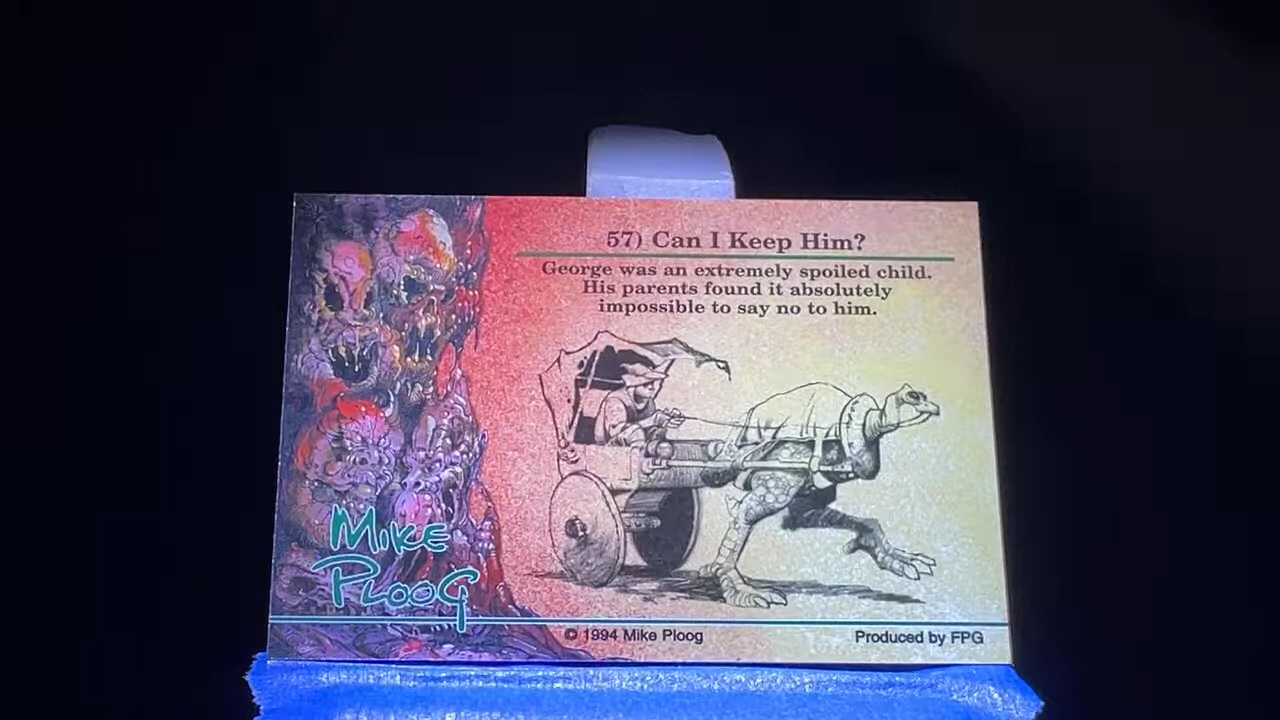 57) Can I Keep Him?
George was an extremely spoiled child.
His parents found it absolutely
impossible to say no to him.
MIKE
PLOOG
© 1994 Mike Ploog
Produced by FPG